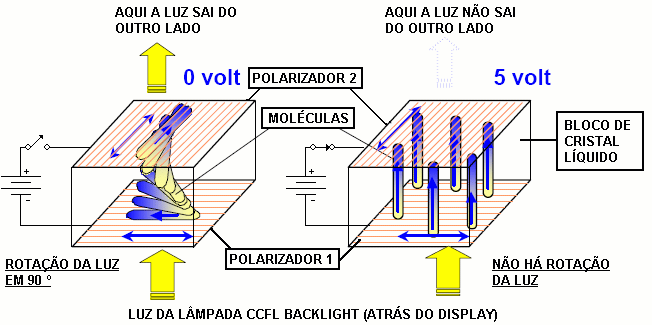 AQUI A LUZ SAI DO
OUTRO LADO
AQUI A LUZ NÃO SAI
DO OUTRO LADO
0 volt
POLARIZADOR 2
5 volt
MOLÉCULAS
BLOCO DE
CRISTAL
LÍQUIDO
+
-
+
-
POLARIZADOR 1
ROTAÇÃO DA LUZ
EM 90 º
NÃO HÁ ROTAÇÃO
DA LUZ
LUZ DA LÂMPADA CCFL BACKLIGHT (ATRÁS DO DISPLAY)